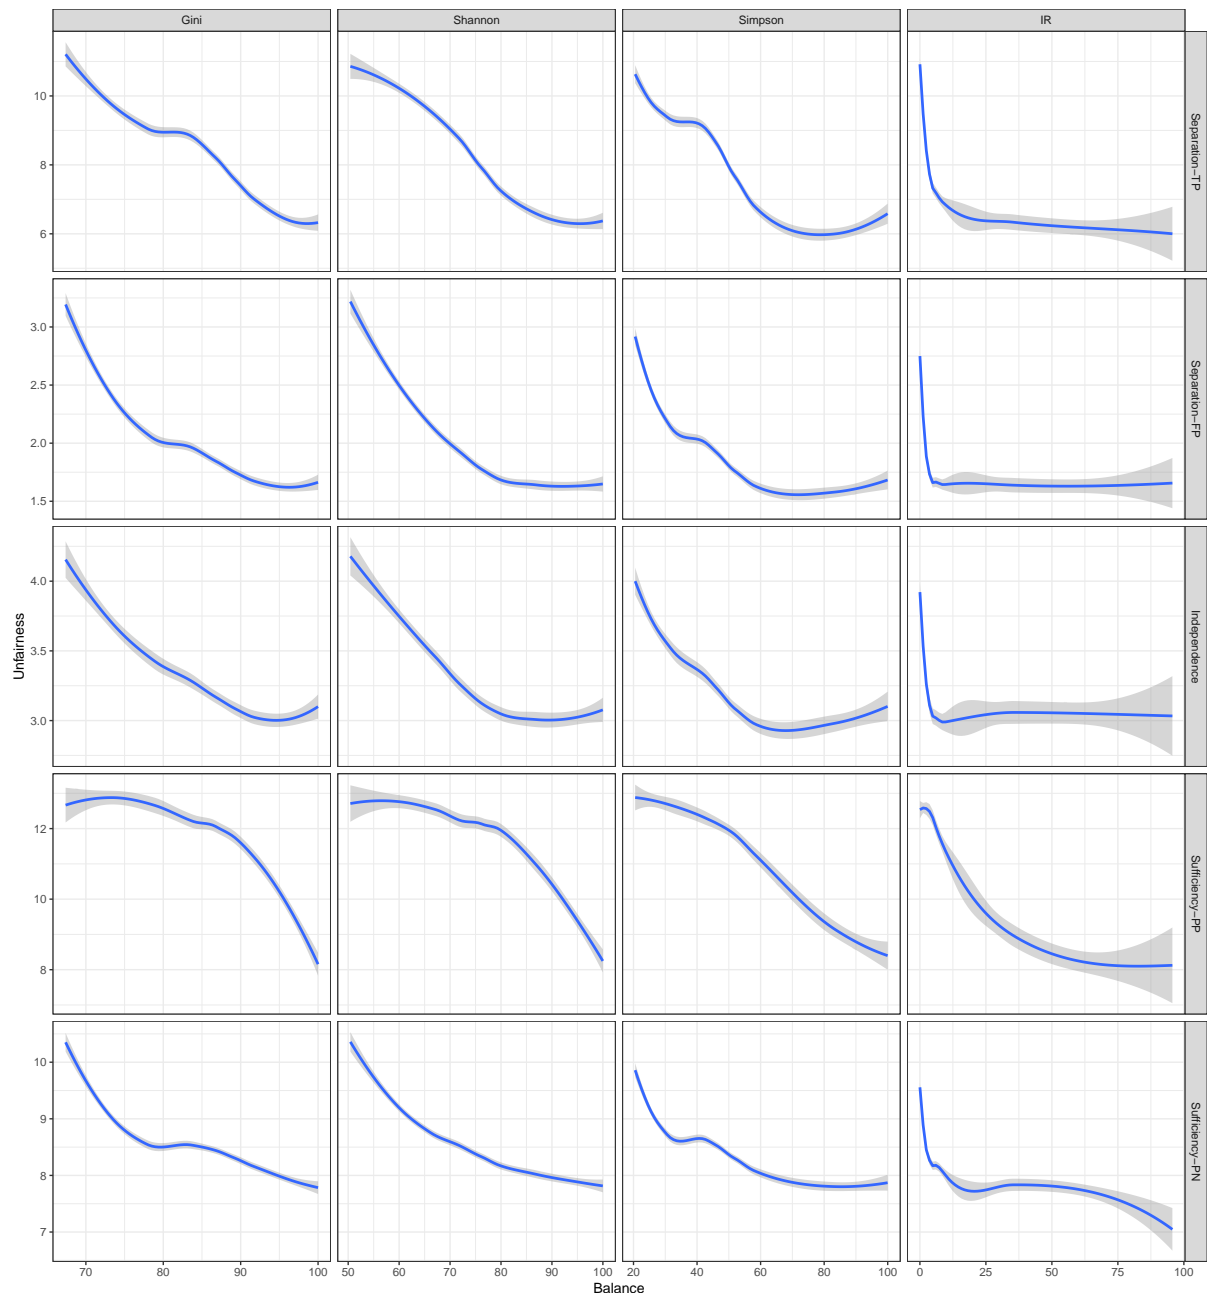 Gini Shannon Simpson IR
10
8
6
Separation−TP
3.0
2.5
2.0
1.5
Separation−FP
4.0
3.5
3.0
Independence
12
10
8
Sufficiency−PP
10
9
8
7
Sufficiency−PN
Unfairness
70 80 90 100 50 60 70 80 90 100 20 40 60 80 100 0 25 50 75 100
Balance